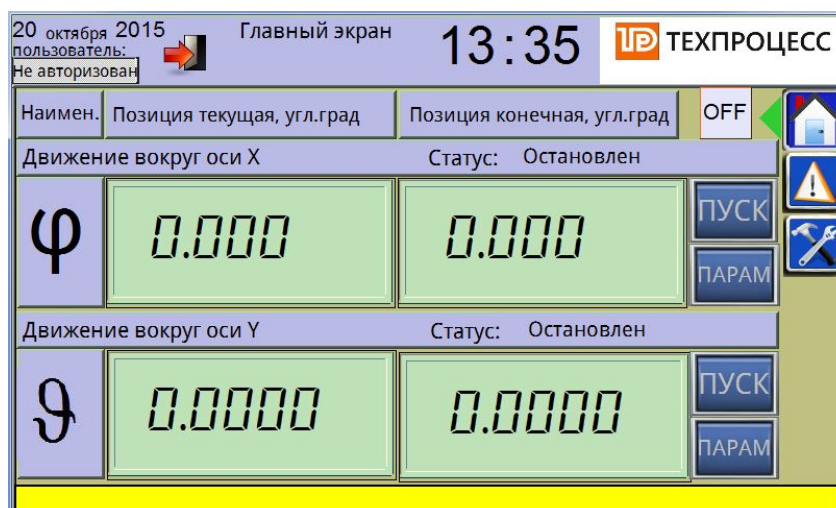 20 октября 2015
пользователь:
Не авторизован
Главный экран
13:35
ТЕХПРОЦЕСС
Наимен. Позиция текущая, угл.град Позиция конечная, угл.град OFF
Движение вокруг оси X Статус: Остановлен
φ 0.000 0.000 ПУСК
ПАРАМ
Движение вокруг оси Y Статус: Остановлен
ϑ 0.0000 0.0000 ПУСК
ПАРАМ